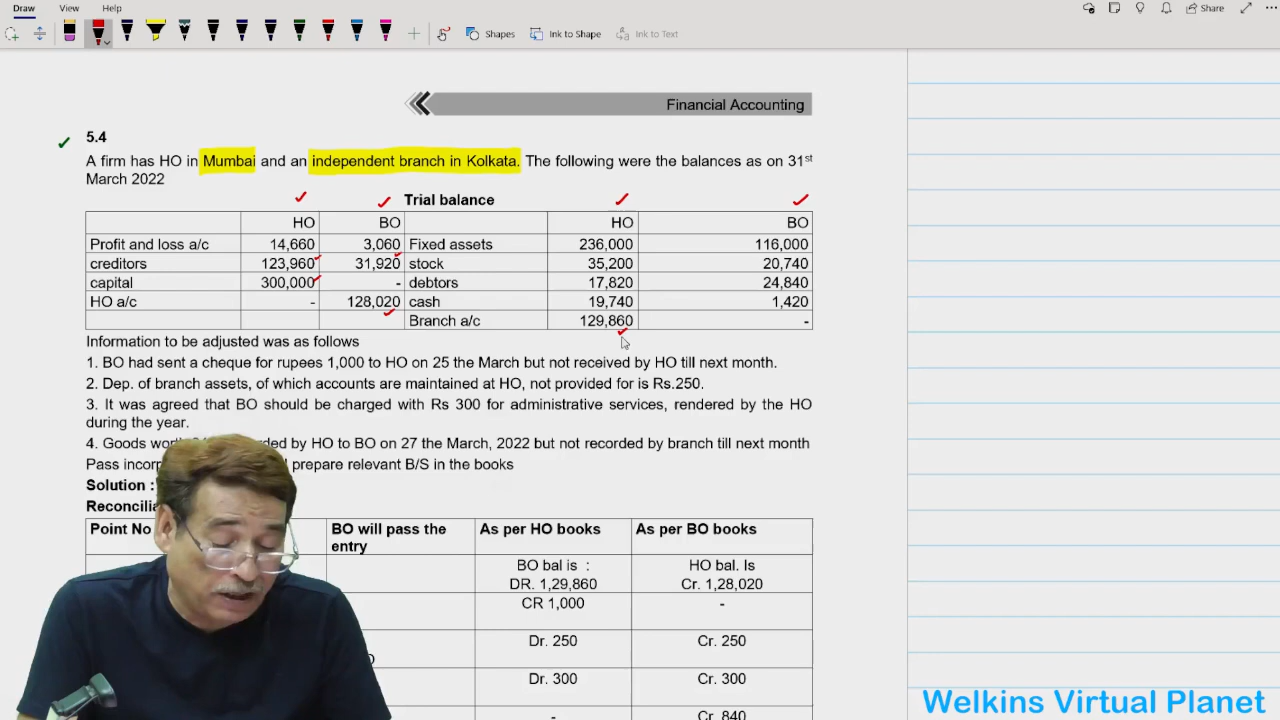 Draw View Help
Share
Shapes Ink to Shape Ink to Text
Financial Accounting
5.4
A firm has HO in Mumbai and an independent branch in Kolkata. The following were the balances as on 31st
March 2022
Trial balance
HO BO HO BO
Profit and loss a/c 14,660 3,060 Fixed assets 236,000 116,000
creditors 123,960 31,920 stock 35,200 20,740
capital 300,000 - debtors 17,820 24,840
HO a/c - 128,020 cash 19,740 1,420
Branch a/c 129,860 -
Information to be adjusted was as follows
1. BO had sent a cheque for rupees 1,000 to HO on 25 the March but not received by HO till next month.
2. Dep. of branch assets, of which accounts are maintained at HO, not provided for is Rs.250.
3. It was agreed that BO should be charged with Rs 300 for administrative services, rendered by the HO
during the year.
4. Goods by HO to BO on 27 the March, 2022 but not recorded by branch till next month
Pass prepare relevant B/S in the books
Solution :
Point No BO will pass the As per HO books As per BO books
entry
BO bal is : HO bal. Is
DR. 1,29,860 Cr. 1,28,020
CR 1,000 -
Dr. 250 Cr. 250
Dr. 300 Cr. 300
- Cr. 840
Welkins Virtual Planet